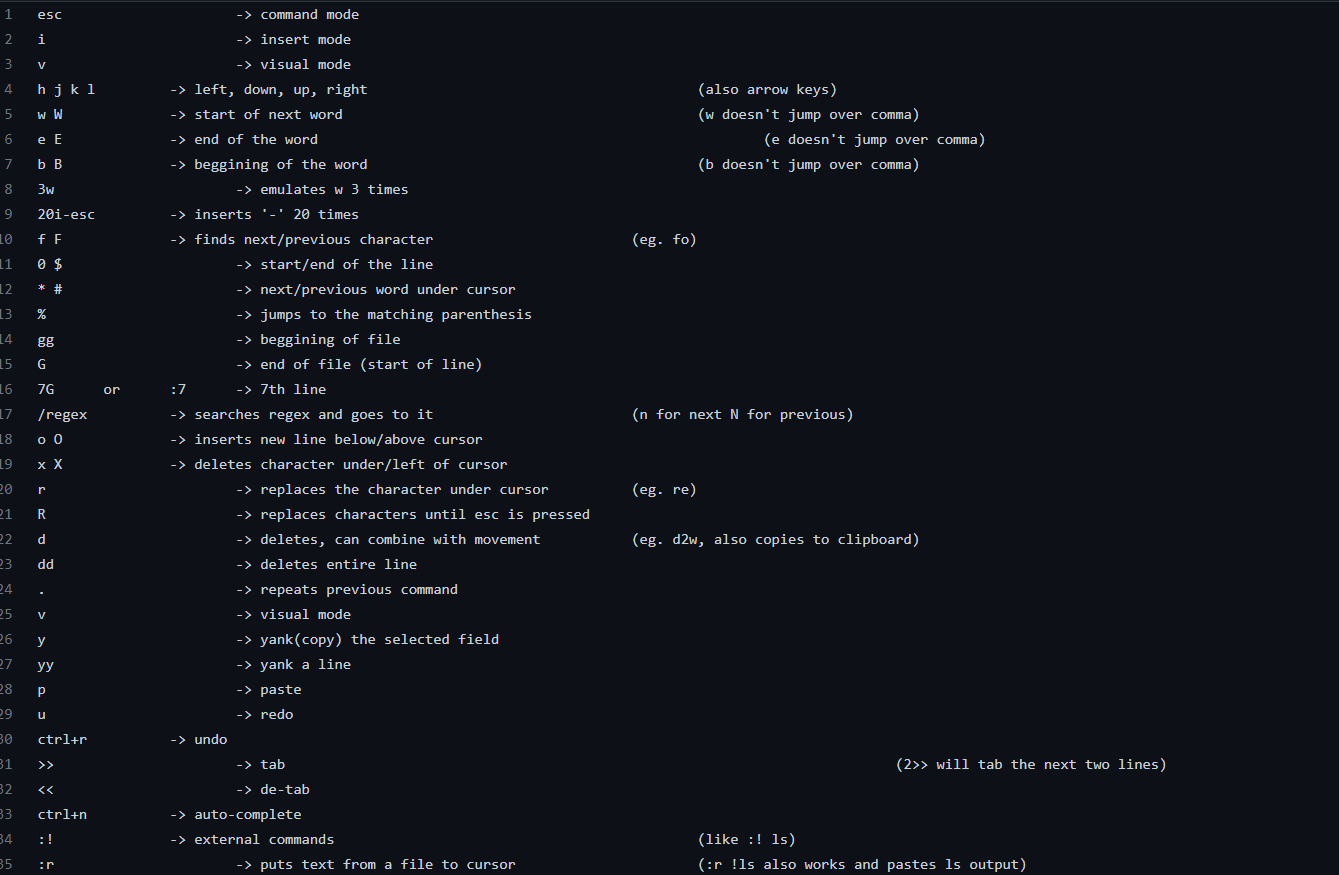 1 esc -> command mode
2 i -> insert mode
3 v -> visual mode
4 h j k l -> left, down, up, right (also arrow keys)
5 w W -> start of next word (w doesn't jump over comma)
6 e E -> end of the word (e doesn't jump over comma)
7 b B -> beggining of the word (b doesn't jump over comma)
8 3w -> emulates w 3 times
9 20i-esc -> inserts '-' 20 times
10 f F -> finds next/previous character (eg. fo)
11 0 $ -> start/end of the line
12 * # -> next/previous word under cursor
13 % -> jumps to the matching parenthesis
14 gg -> beggining of file
15 G -> end of file (start of line)
16 7G or :7 -> 7th line
17 /regex -> searches regex and goes to it (n for next N for previous)
18 o O -> inserts new line below/above cursor
19 x X -> deletes character under/left of cursor
20 r -> replaces the character under cursor (eg. re)
21 R -> replaces characters until esc is pressed
22 d -> deletes, can combine with movement (eg. d2w, also copies to clipboard)
23 dd -> deletes entire line
24 . -> repeats previous command
25 v -> visual mode
26 y -> yank(copy) the selected field
27 yy -> yank a line
28 p -> paste
29 u -> redo
30 ctrl+r -> undo
31 >> -> tab (2>> will tab the next two lines)
32 << -> de-tab
33 ctrl+n -> auto-complete
34 :! -> external commands (like :! ls)
35 :r -> puts text from a file to cursor (:r !ls also works and pastes ls output)